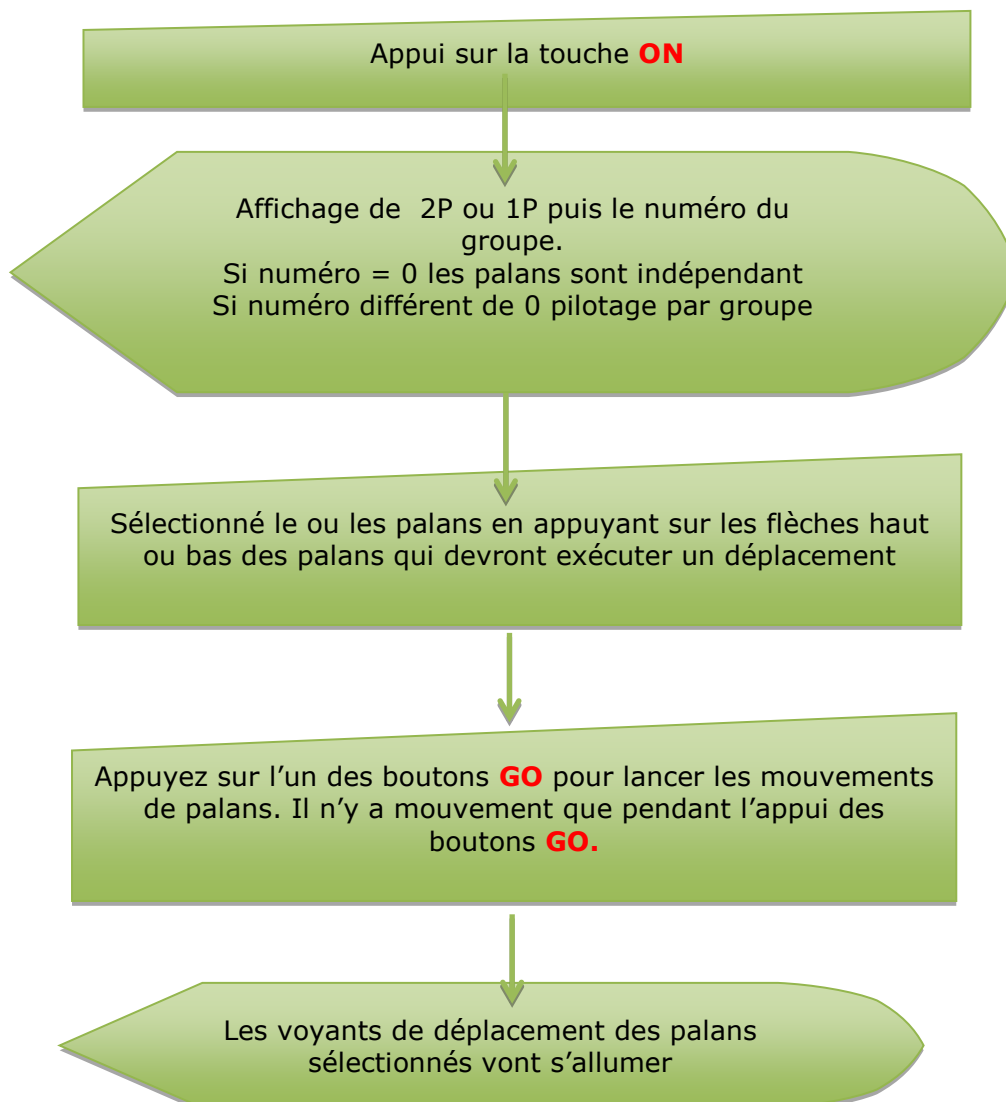 Appui sur la touche ON
Affichage de 2P ou 1P puis le numéro du
groupe.
Si numéro = 0 les palans sont indépendant
Si numéro différent de 0 pilotage par groupe
Sélectionné le ou les palans en appuyant sur les flèches haut
ou bas des palans qui devront exécuter un déplacement
Appuyez sur l’un des boutons GO pour lancer les mouvements
de palans. Il n’y a mouvement que pendant l’appui des
boutons GO.
Les voyants de déplacement des palans
sélectionnés vont s’allumer